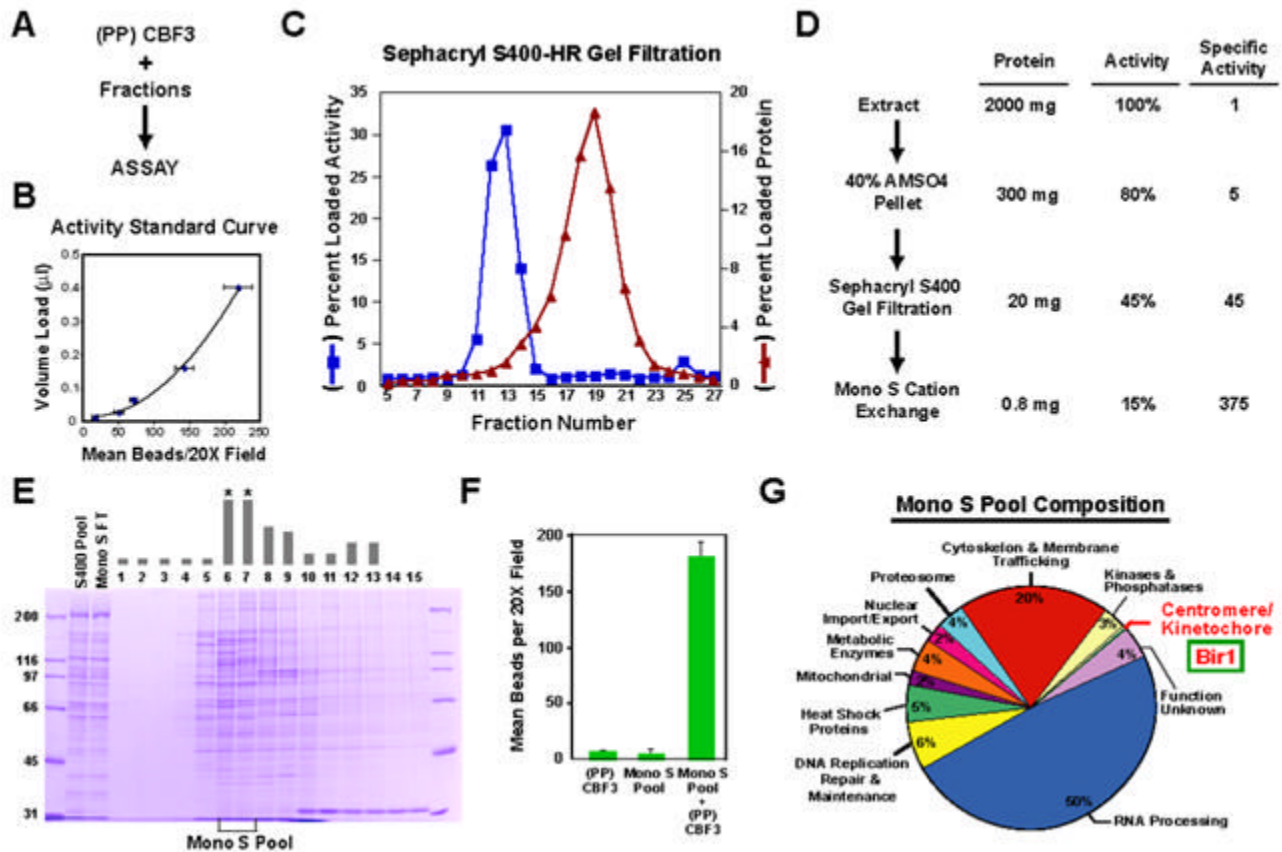 A
(PP) CBF3
+
Fractions
ASSAY
B
Activity Standard Curve
Volume Load (µl)
0.5
0.4
0.3
0.2
0.1
0
0 50 100 150 200 250
Mean Beads/20X Field
C
Sephacryl S400-HR Gel Filtration
( ) Percent Loaded Activity
35
30
25
20
15
10
5
0
( ) Percent Loaded Protein
20
16
12
8
4
0
5 7 9 11 13 15 17 19 21 23 25 27
Fraction Number
D
Protein Activity Specific Activity
Extract 2000 mg 100% 1
40% AMSO4 Pellet 300 mg 80% 5
Sephacryl S400 Gel Filtration 20 mg 45% 45
Mono S Cation Exchange 0.8 mg 15% 375
E
S400 Pool
Mono S FT
* *
1 2 3 4 5 6 7 8 9 10 11 12 13 14 15
200
116
97
66
45
31
Mono S Pool
F
Mean Beads per 20X Field
200
150
100
50
0
(PP) CBF3
Mono S Pool
Mono S Pool + (PP) CBF3
G
Mono S Pool Composition
Cytoskelon & Membrane Trafficking
20%
Kinases & Phosphatases
3%
Centromere/ Kinetochore
Bir1
4%
Function Unknown
50%
RNA Processing
DNA Replication Repair & Maintenance
6%
Heat Shock Proteins
5%
Mitochondrial
2%
Metabolic Enzymes
4%
Nuclear Import/Export
2%
Proteosome
4%